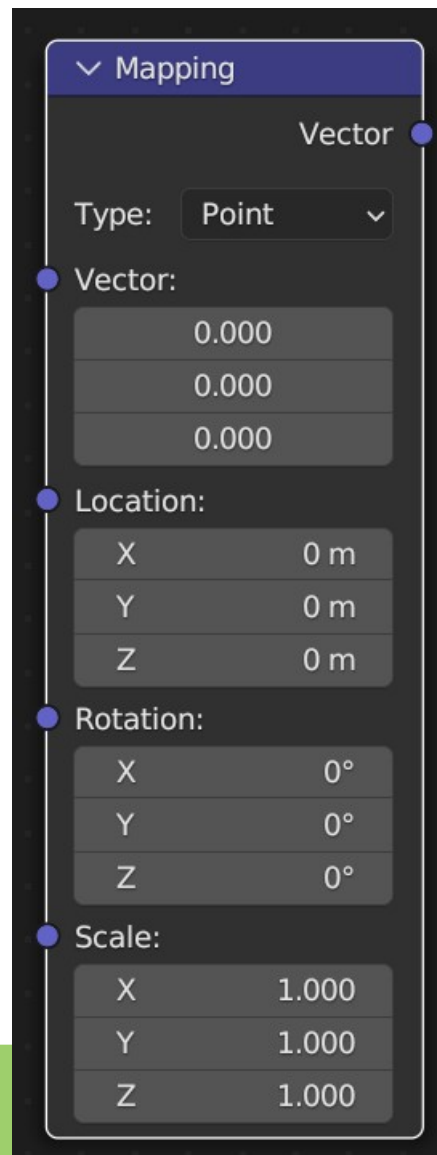 Mapping
Vector
Type: Point
Vector:
0.000
0.000
0.000
Location:
X 0 m
Y 0 m
Z 0 m
Rotation:
X 0°
Y 0°
Z 0°
Scale:
X 1.000
Y 1.000
Z 1.000